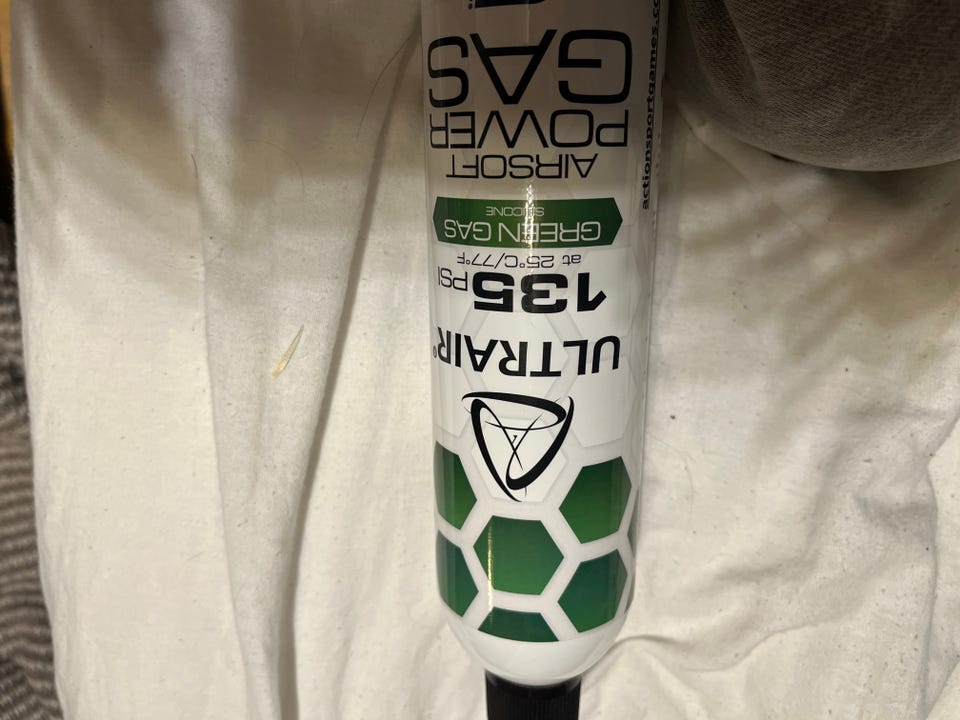 ULTRAIR®
135 PSI
at 25°C/77°F
GREEN GAS
SILICONE
AIRSOFT
POWER
GAS
actionsportgames.co